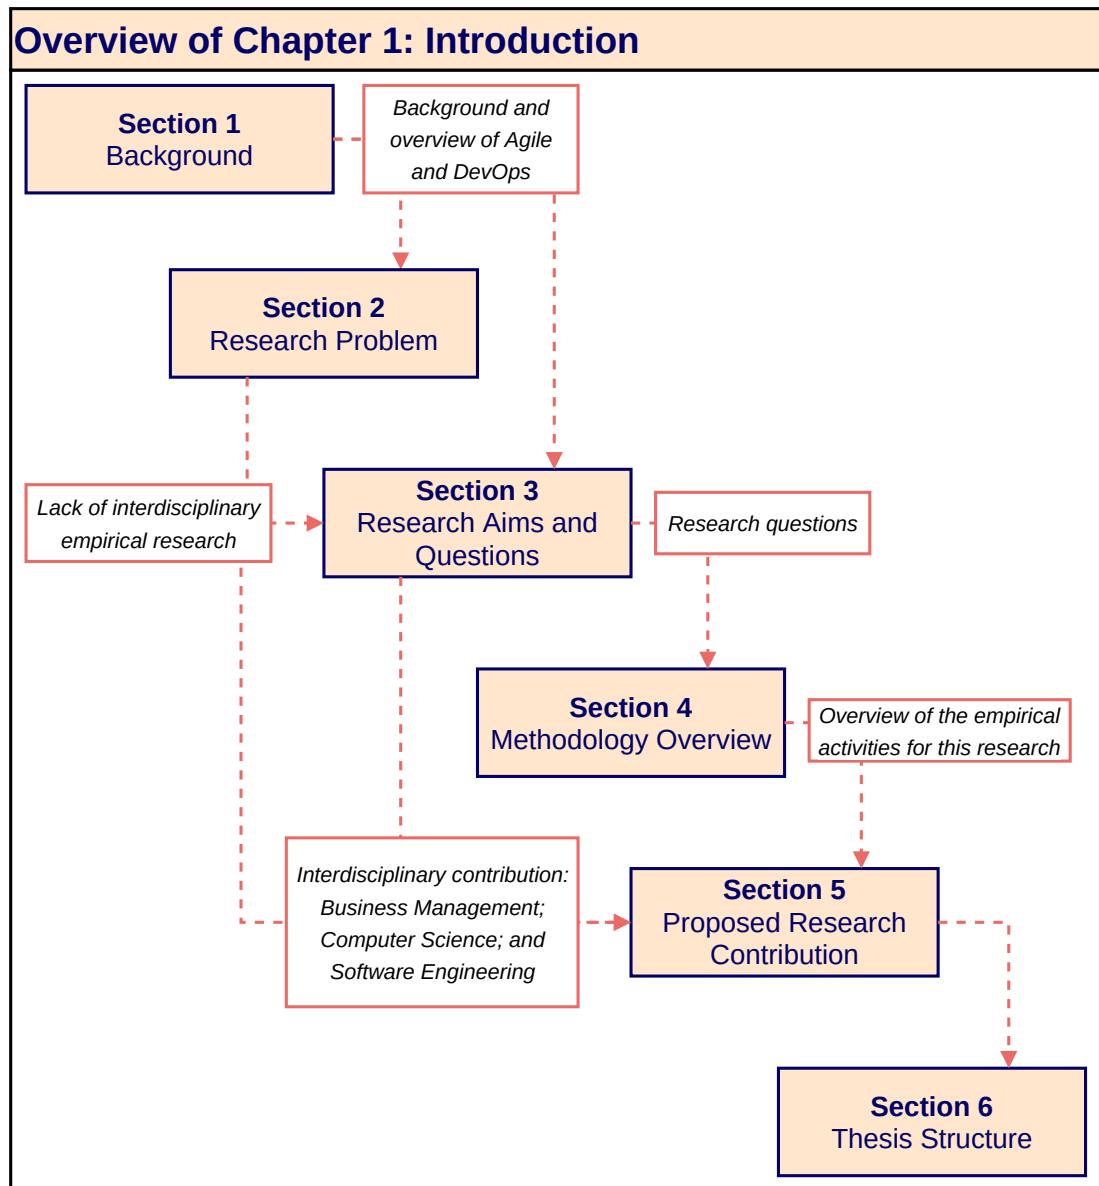 Overview of Chapter 1: Introduction
Section 1
Background
Background and
overview of Agile
and DevOps
Section 2
Research Problem
Lack of interdisciplinary
empirical research
Section 3
Research Aims and
Questions
Research questions
Section 4
Methodology Overview
Overview of the empirical
activities for this research
Interdisciplinary contribution:
Business Management;
Computer Science; and
Software Engineering
Section 5
Proposed Research
Contribution
Section 6
Thesis Structure